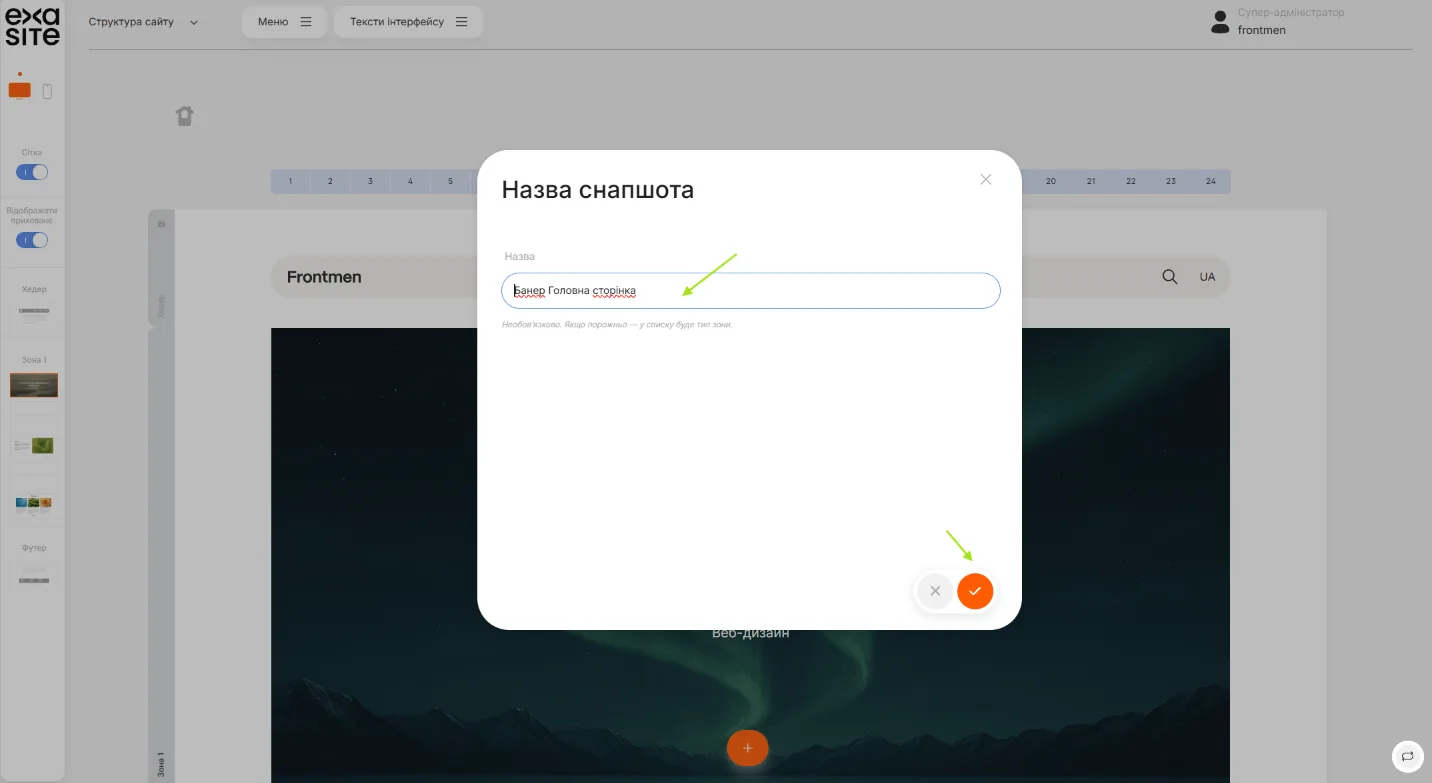 exa
site
Структура сайту
Меню
Тексти інтерфейсу
Супер-адміністратор
frontmen
Сітка
Відображати
приховане
Хедер
Зона 1
Футер
1 2 3 4 5 20 21 22 23 24
Хедер
Frontmen
UA
Назва снапшота
Назва
Банер Головна сторінка
Необов'язково. Якщо порожньо — у списку буде тип зони.
Веб-дизайн
Зона 1